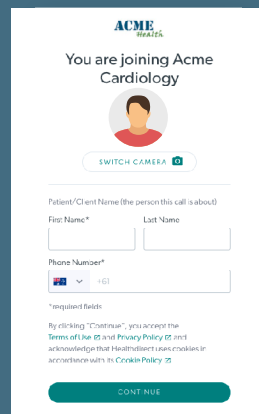 ACME
Health
You are joining Acme
Cardiology
SWITCH CAMERA
Patient/Client Name (the person this call is about)
First Name* Last Name
Phone Number*
+61
*required fields
By clicking "Continue", you accept the
Terms of Use and Privacy Policy and
acknowledge that Healthdirect uses cookies in
accordance with its Cookie Policy
CONTINUE